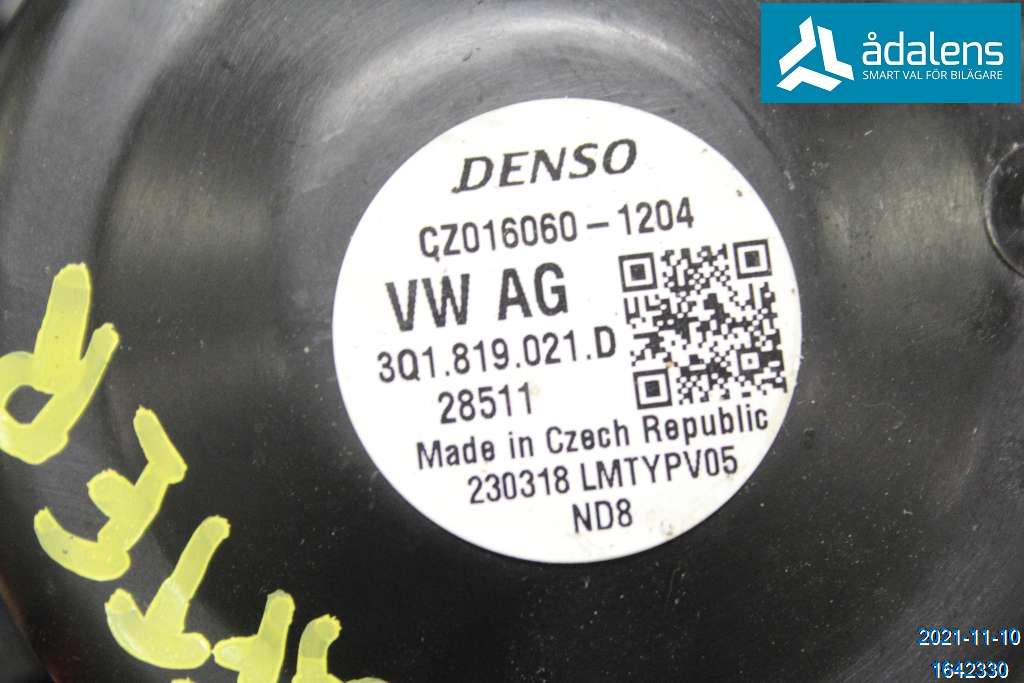 ådalens
SMART VAL FÖR BILÄGARE
DENSO
CZ016060-1204
VW AG
3Q1.819.021.D
28511
Made in Czech Republic
230318 LMTYPV05
ND8
2021-11-10
1642330